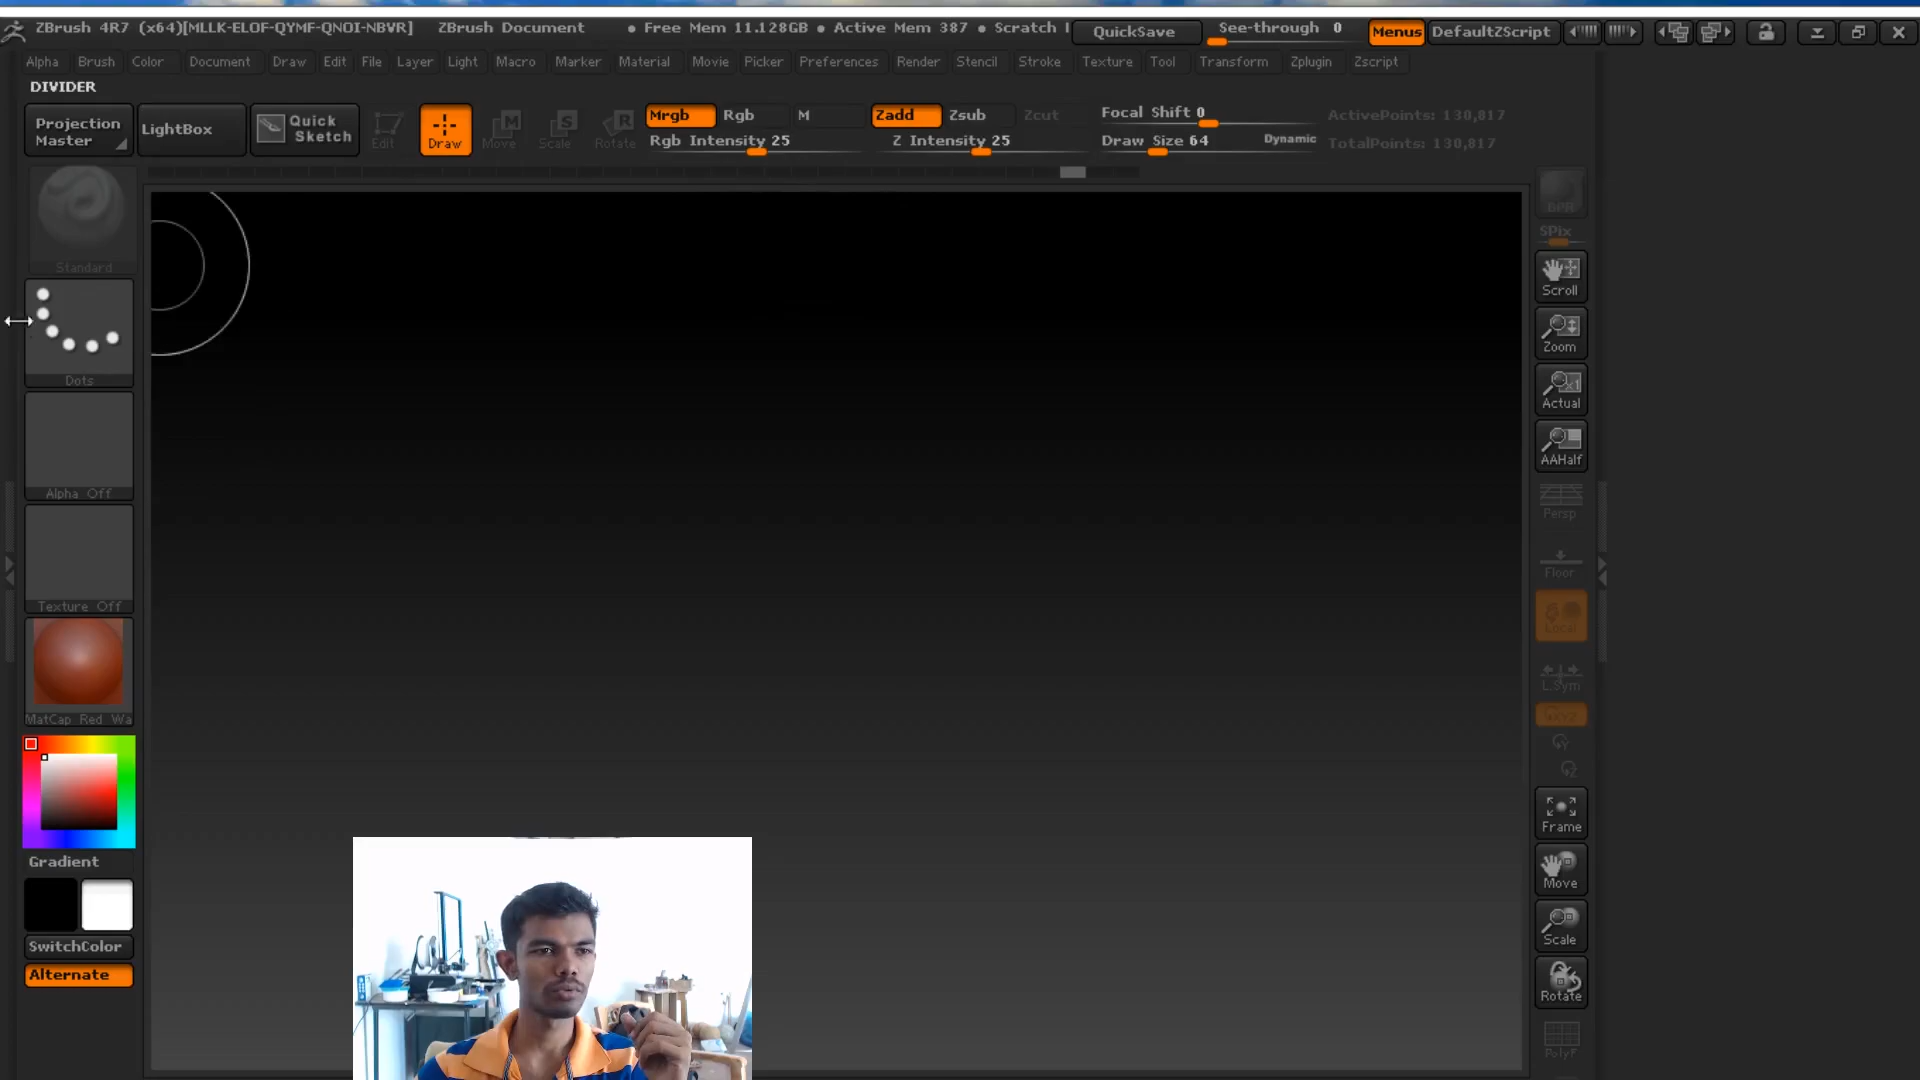 ZBrush 4R7 (x64)[MLLK-ELOF-QYMF-QNOI-NBVR] ZBrush Document • Free Mem 11.128GB • Active Mem 387 • Scratch QuickSave See-through 0 Menus DefaultZScript
Alpha Brush Color Document Draw Edit File Layer Light Macro Marker Material Movie Picker Preferences Render Stencil Stroke Texture Tool Transform Zplugin Zscript
DIVIDER
Projection Master
LightBox
Quick Sketch
Edit
Draw
Move
Scale
Rotate
Mrgb Rgb M
Rgb Intensity 25
Zadd Zsub Zcut
Z Intensity 25
Focal Shift 0
Draw Size 64 Dynamic
ActivePoints: 130,817
TotalPoints: 130,817
Standard
Dots
Alpha Off
Texture Off
MatCap Red Wa
Gradient
SwitchColor
Alternate
BPR
SPix
Scroll
Zoom
Actual
AAHalf
Persp
Floor
Local
L.Sym
Frame
Move
Scale
Rotate
PolyF